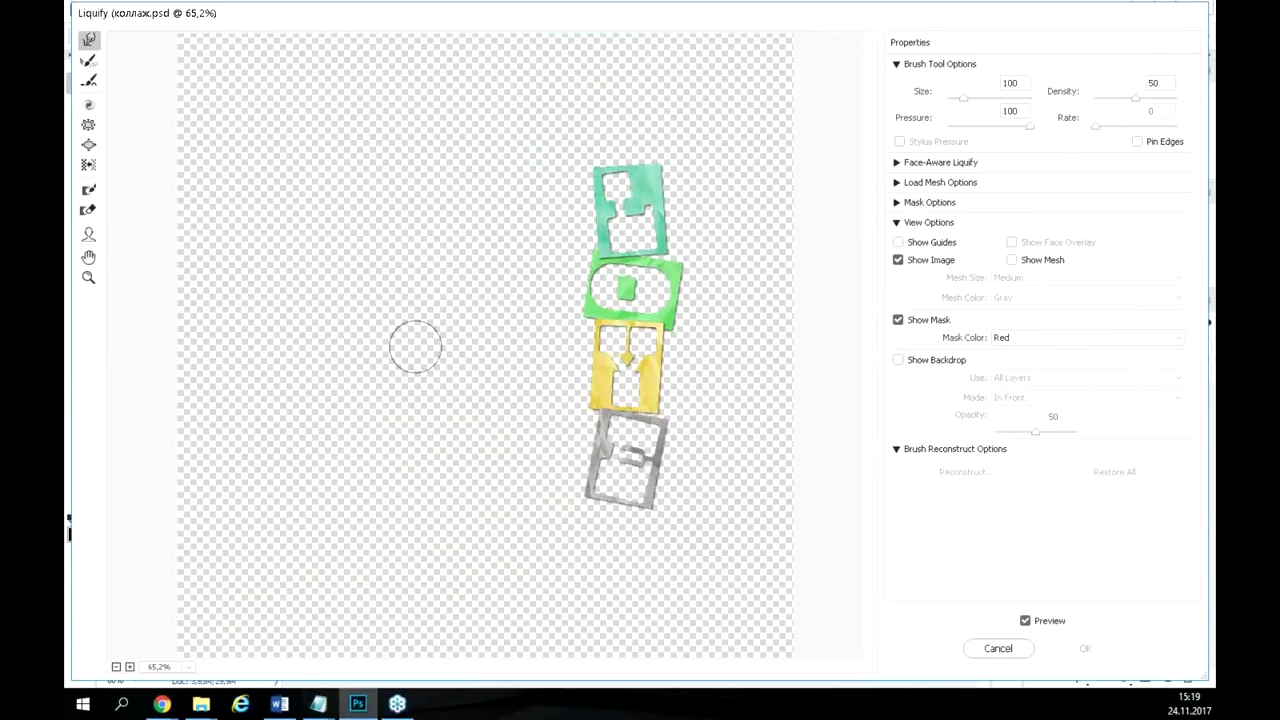 Liquify (коллаж.psd @ 65,2%)
Properties
Brush Tool Options
Size: 100 Density: 50
Pressure: 100 Rate: 0
Stylus Pressure Pin Edges
Face-Aware Liquify
Load Mesh Options
Mask Options
View Options
Show Guides Show Face Overlay
Show Image Show Mesh
Mesh Size: Medium
Mesh Color: Gray
Show Mask
Mask Color: Red
Show Backdrop
Use: All Layers
Mode: In Front
Opacity: 50
Brush Reconstruct Options
Reconstruct... Restore All
Preview
Cancel OK
65,2%
Ps
15:19
24.11.2017